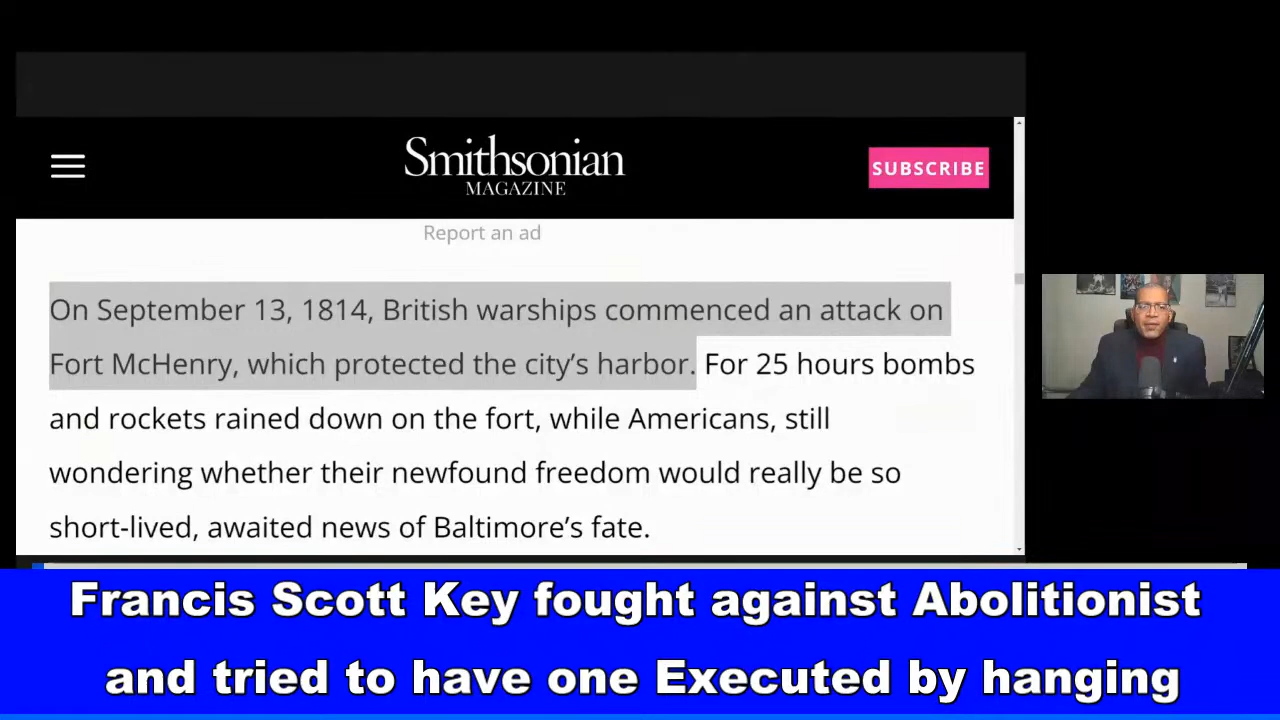 Smithsonian
MAGAZINE
SUBSCRIBE
Report an ad
On September 13, 1814, British warships commenced an attack on
Fort McHenry, which protected the city’s harbor. For 25 hours bombs
and rockets rained down on the fort, while Americans, still
wondering whether their newfound freedom would really be so
short-lived, awaited news of Baltimore’s fate.
Francis Scott Key fought against Abolitionist
and tried to have one Executed by hanging